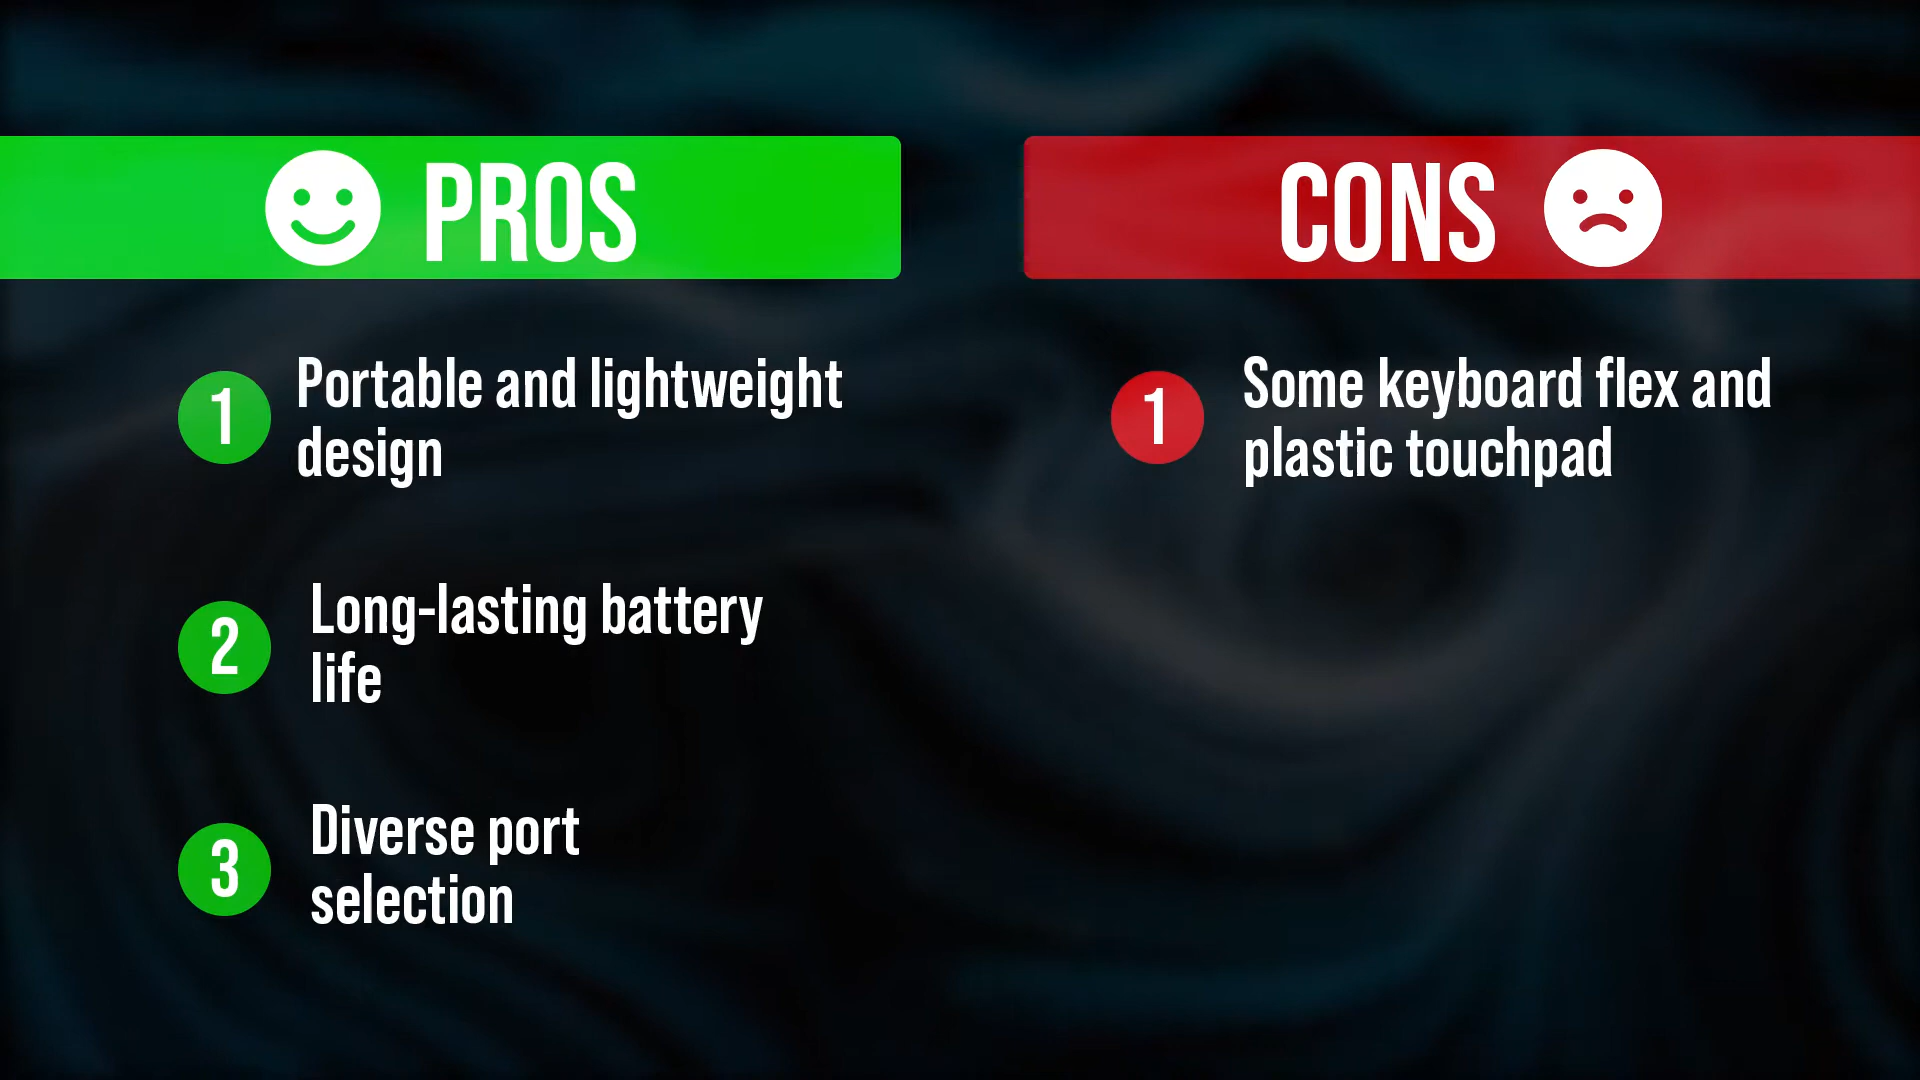 PROS
1
Portable and lightweight
design
2
Long-lasting battery
life
3
Diverse port
selection
CONS
1
Some keyboard flex and
plastic touchpad